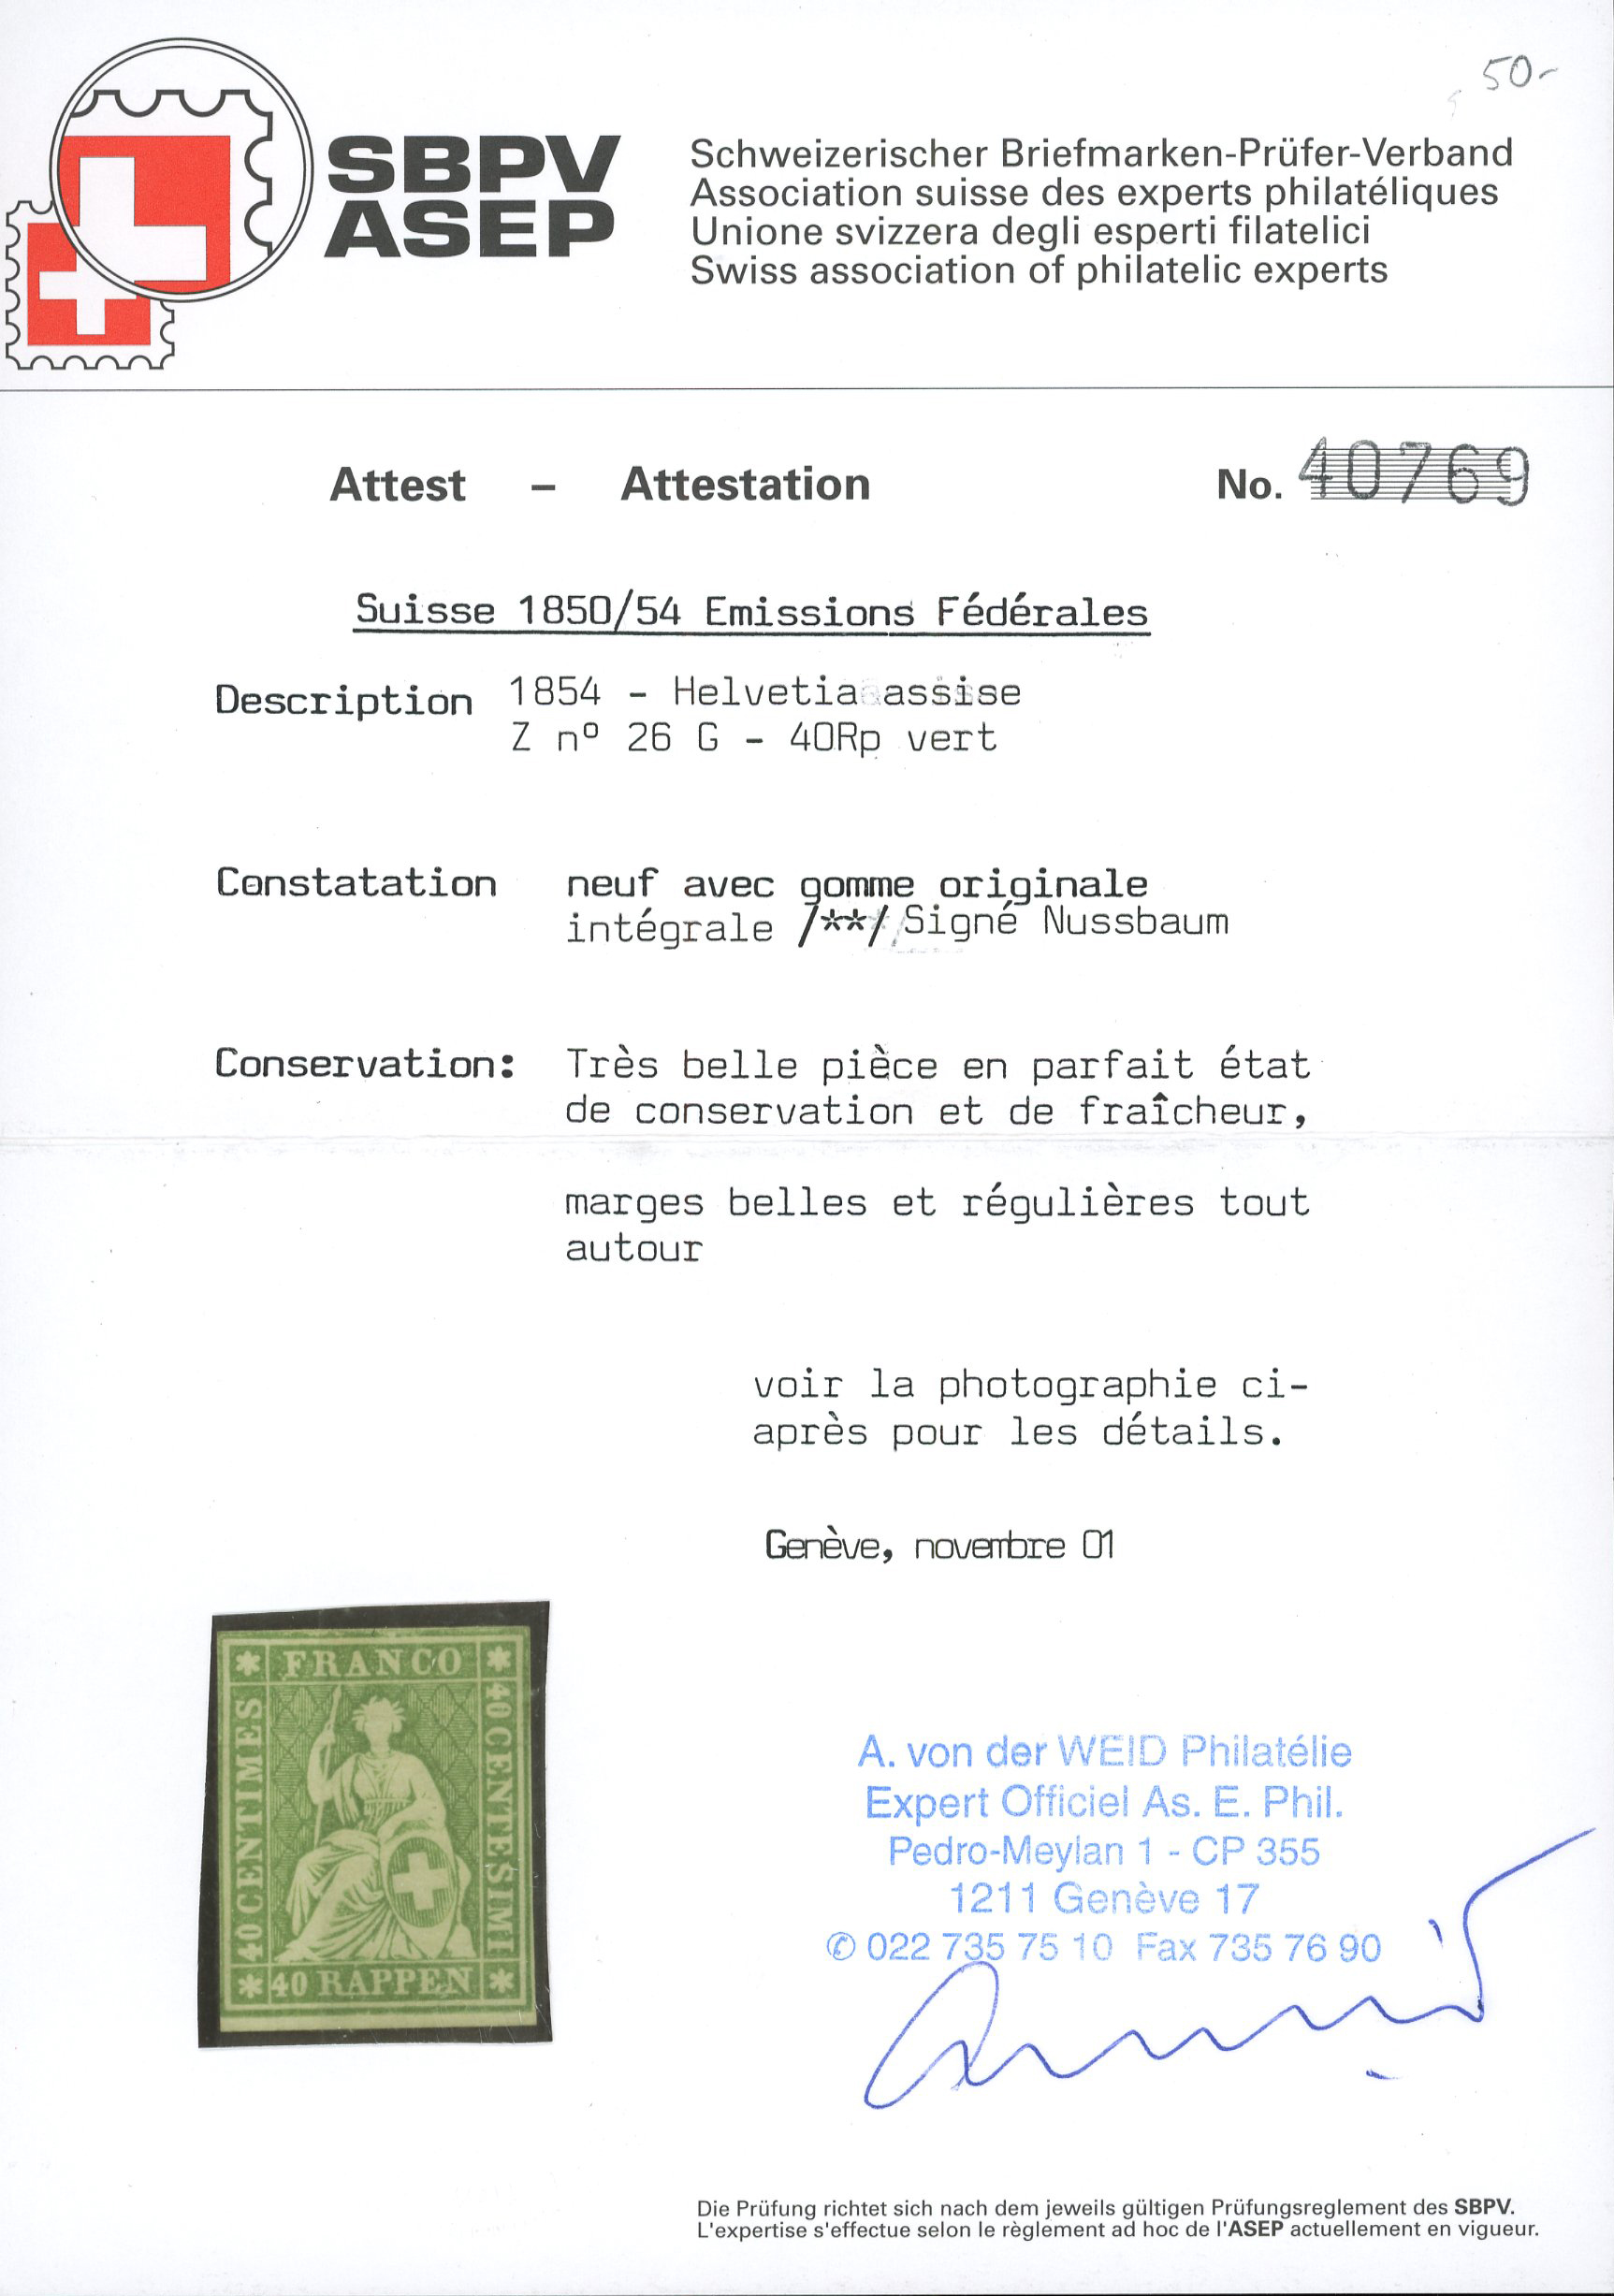 50-
SBPV
ASEP
Schweizerischer Briefmarken-Prüfer-Verband
Association suisse des experts philatéliques
Unione svizzera degli esperti filatelici
Swiss association of philatelic experts
Attest – Attestation No. 40769
Suisse 1850/54 Emissions Fédérales
Description 1854 - Helvetia assise
Z nº 26 G - 40Rp vert
Constatation neuf avec gomme originale
intégrale /**/ Signé Nussbaum
Conservation: Très belle pièce en parfait état
de conservation et de fraîcheur,
marges belles et régulières tout
autour
voir la photographie ci-
après pour les détails.
Genève, novembre 01
FRANCO
40 CENTIMES
40 CENTESIMI
40 RAPPEN
A. von der WEID Philatélie
Expert Officiel As. E. Phil.
Pedro-Meylan 1 - CP 355
1211 Genève 17
✆ 022 735 75 10 Fax 735 76 90
Die Prüfung richtet sich nach dem jeweils gültigen Prüfungsreglement des SBPV.
L'expertise s'effectue selon le règlement ad hoc de l'ASEP actuellement en vigueur.